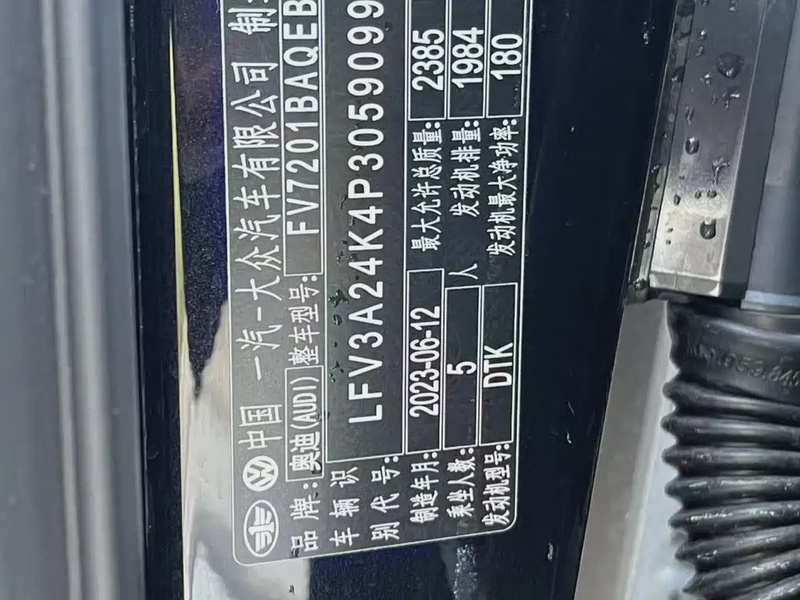 中国 一汽-大众汽车有限公司 制
品牌:奥迪(AUDI) 整车型号:FV7201BAQEB
车辆识别代号:LFV3A24K4P3059099
制造年月:2023-06-12 最大允许总质量:2385
乘坐人数:5人 发动机排量:1984
发动机型号:DTK 发动机最大净功率:180